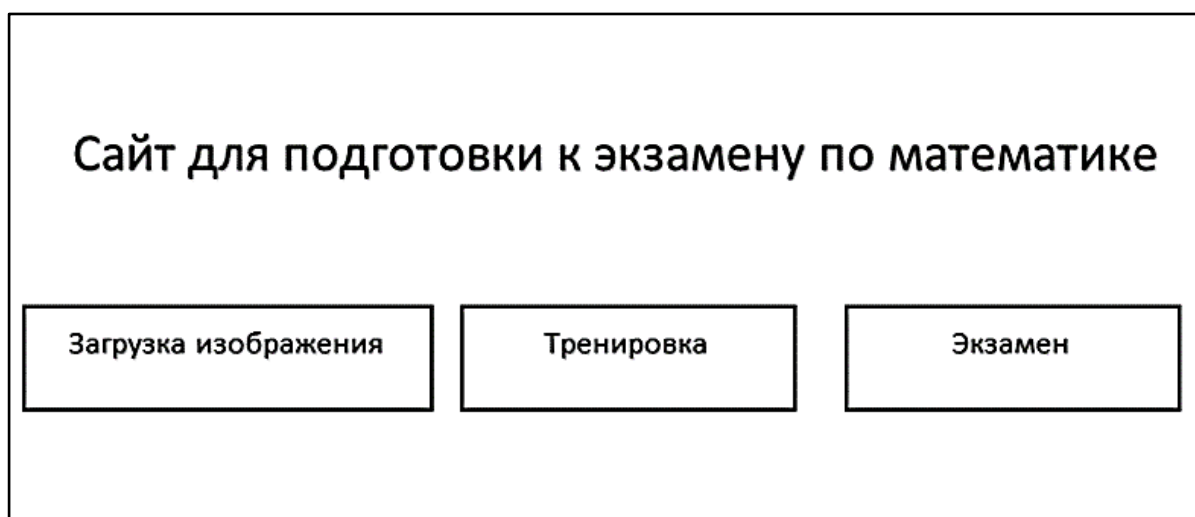 Сайт для подготовки к экзамену по математике
Загрузка изображения
Тренировка
Экзамен